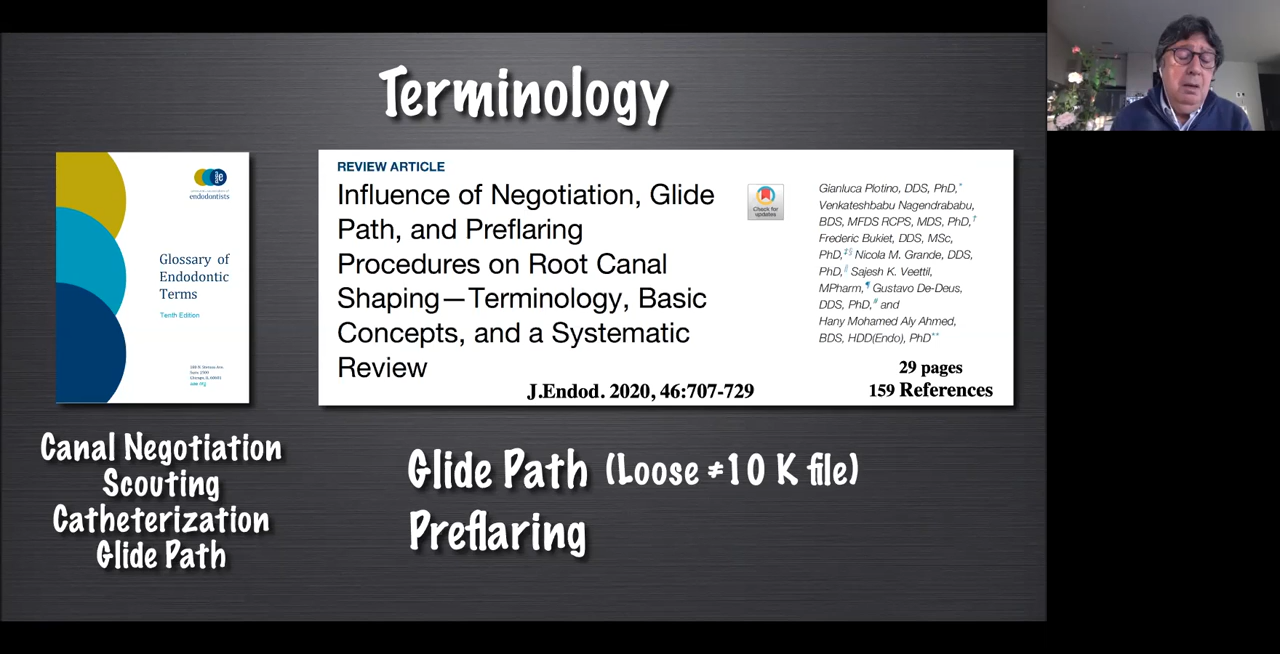 Terminology
endodontists
Glossary of
Endodontic
Terms
Tenth Edition
aae.org
REVIEW ARTICLE
Influence of Negotiation, Glide
Path, and Preflaring
Procedures on Root Canal
Shaping—Terminology, Basic
Concepts, and a Systematic
Review
Check for
updates
Gianluca Plotino, DDS, PhD,*
Venkateshbabu Nagendrababu,
BDS, MFDS RCPS, MDS, PhD,†
Frederic Bukiet, DDS, MSc,
PhD,‡§ Nicola M. Grande, DDS,
PhD,‖ Sajesh K. Veettil,
MPharm,¶ Gustavo De-Deus,
DDS, PhD,# and
Hany Mohamed Aly Ahmed,
BDS, HDD(Endo), PhD**
29 pages
J.Endod. 2020, 46:707-729
159 References
Canal Negotiation
Scouting
Catheterization
Glide Path
Glide Path (Loose ≠10 K file)
Preflaring